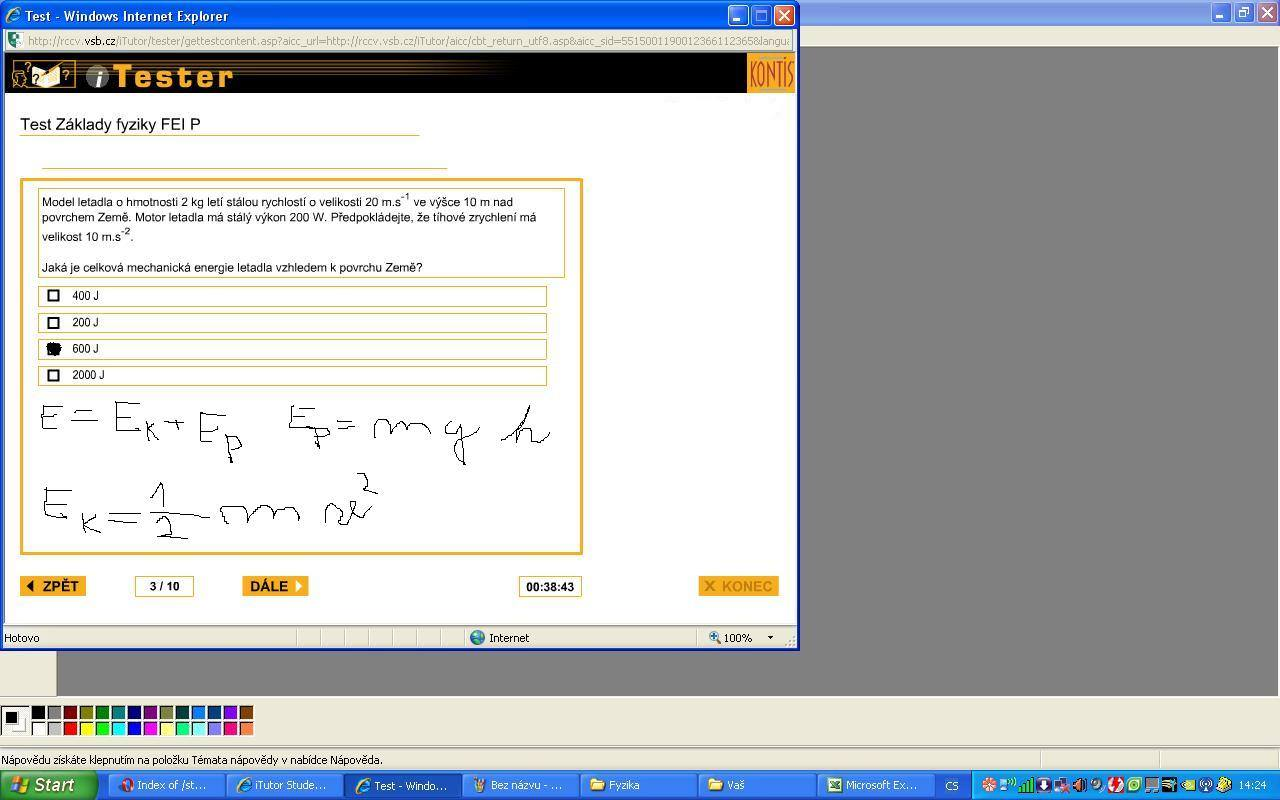 Test - Windows Internet Explorer
http://rccv.vsb.cz/iTutor/tester/gettestcontent.asp?aicc_url=http://rccv.vsb.cz/iTutor/aicc/cbt_return_utf8.asp&aicc_sid=5515001190012366112365&langua
i Tester
KONTIS
Test Základy fyziky FEI P
Model letadla o hmotnosti 2 kg letí stálou rychlostí o velikosti 20 m.s-1 ve výšce 10 m nad
povrchem Země. Motor letadla má stálý výkon 200 W. Předpokládejte, že tíhové zrychlení má
velikost 10 m.s-2.
Jaká je celková mechanická energie letadla vzhledem k povrchu Země?
400 J
200 J
600 J
2000 J
E = EK + Ep Ep = m g h
EK = 1/2 m v2
ZPĚT 3 / 10 DÁLE 00:38:43 X KONEC
Hotovo Internet 100%
Nápovědu získáte klepnutím na položku Témata nápovědy v nabídce Nápověda.
Start Index of /st... iTutor Stude... Test - Windo... Bez názvu - ... Fyzika Vaš Microsoft Ex... CS 14:24